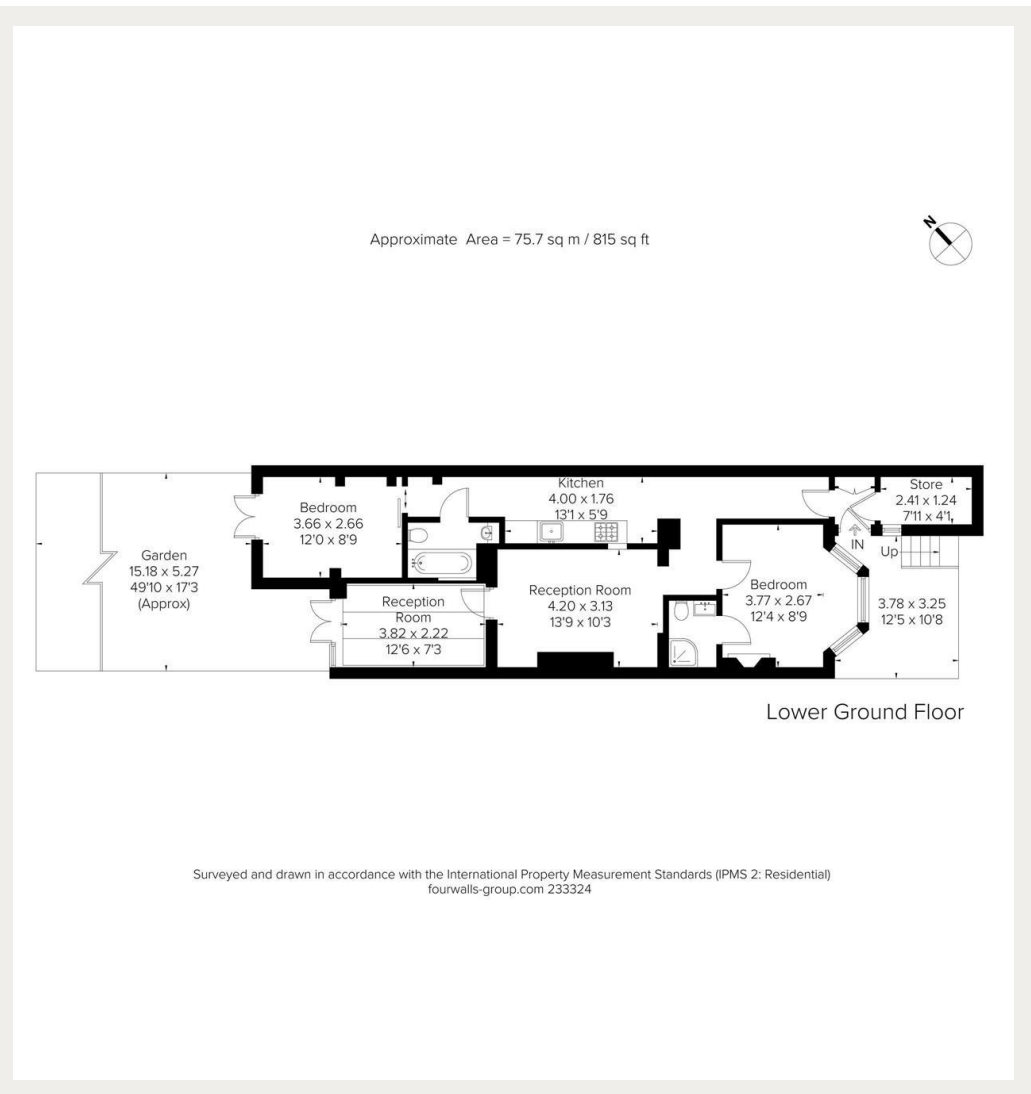 Approximate Area = 75.7 sq m / 815 sq ft
N
Kitchen
4.00 x 1.76
13'1 x 5'9
Store
2.41 x 1.24
7'11 x 4'1
Bedroom
3.66 x 2.66
12'0 x 8'9
IN
Up
Garden
15.18 x 5.27
49'10 x 17'3
(Approx)
Reception
Room
3.82 x 2.22
12'6 x 7'3
Reception Room
4.20 x 3.13
13'9 x 10'3
Bedroom
3.77 x 2.67
12'4 x 8'9
3.78 x 3.25
12'5 x 10'8
Lower Ground Floor
Surveyed and drawn in accordance with the International Property Measurement Standards (IPMS 2: Residential)
fourwalls-group.com 233324